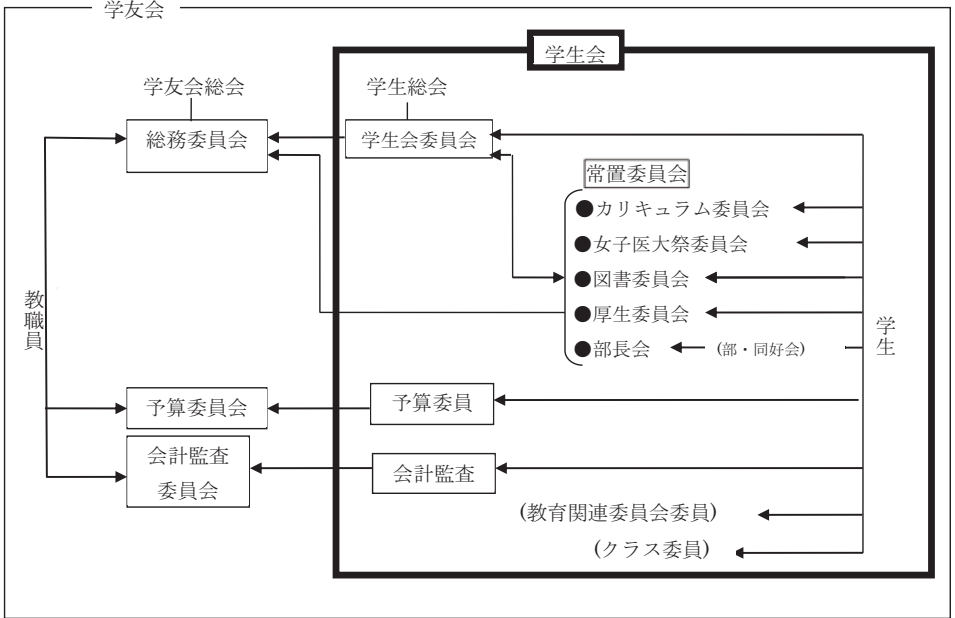 学友会
学生会
学友会総会
学生総会
総務委員会
学生会委員会
常置委員会
●カリキュラム委員会
●女子医大祭委員会
●図書委員会
●厚生委員会
●部長会
(部・同好会)
教職員
学生
予算委員会
予算委員
会計監査
委員会
会計監査
(教育関連委員会委員)
(クラス委員)